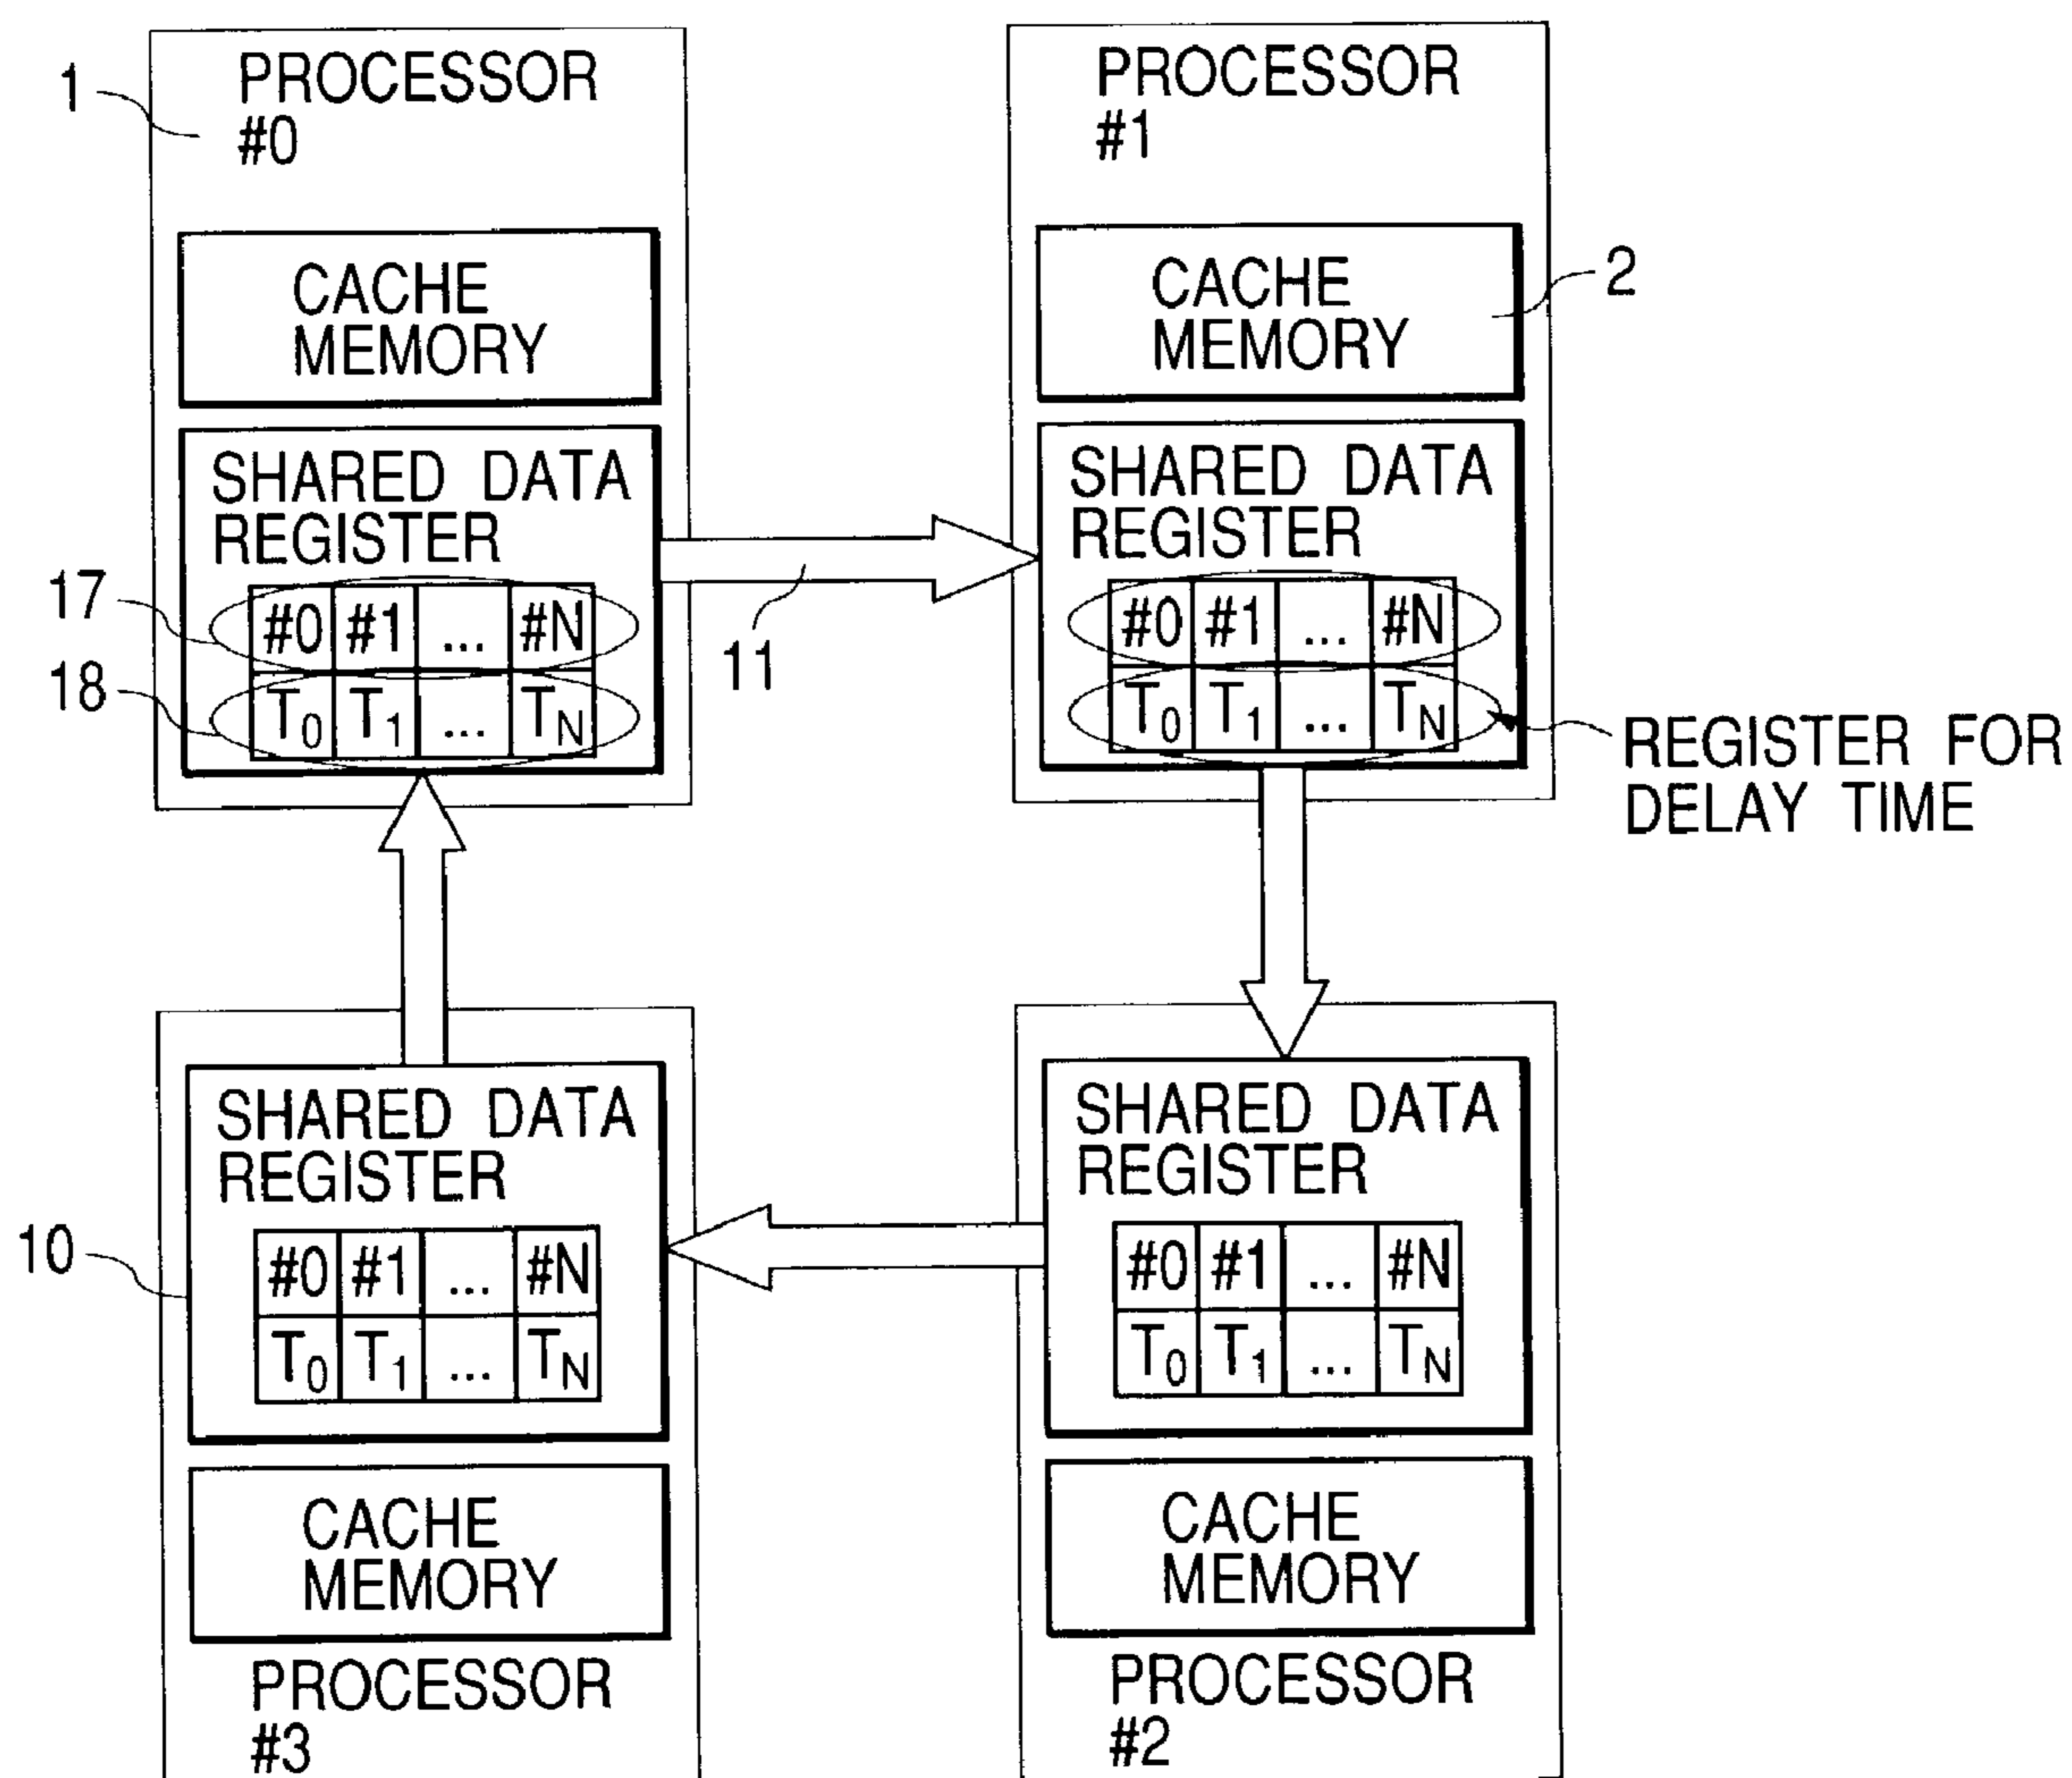 1
PROCESSOR
#0
CACHE
MEMORY
SHARED DATA
REGISTER
17
#0 #1 ... #N
18
T0 T1 ... TN
11
PROCESSOR
#1
CACHE
MEMORY
2
SHARED DATA
REGISTER
#0 #1 ... #N
T0 T1 ... TN
REGISTER FOR
DELAY TIME
10
SHARED DATA
REGISTER
#0 #1 ... #N
T0 T1 ... TN
CACHE
MEMORY
PROCESSOR
#3
SHARED DATA
REGISTER
#0 #1 ... #N
T0 T1 ... TN
CACHE
MEMORY
PROCESSOR
#2